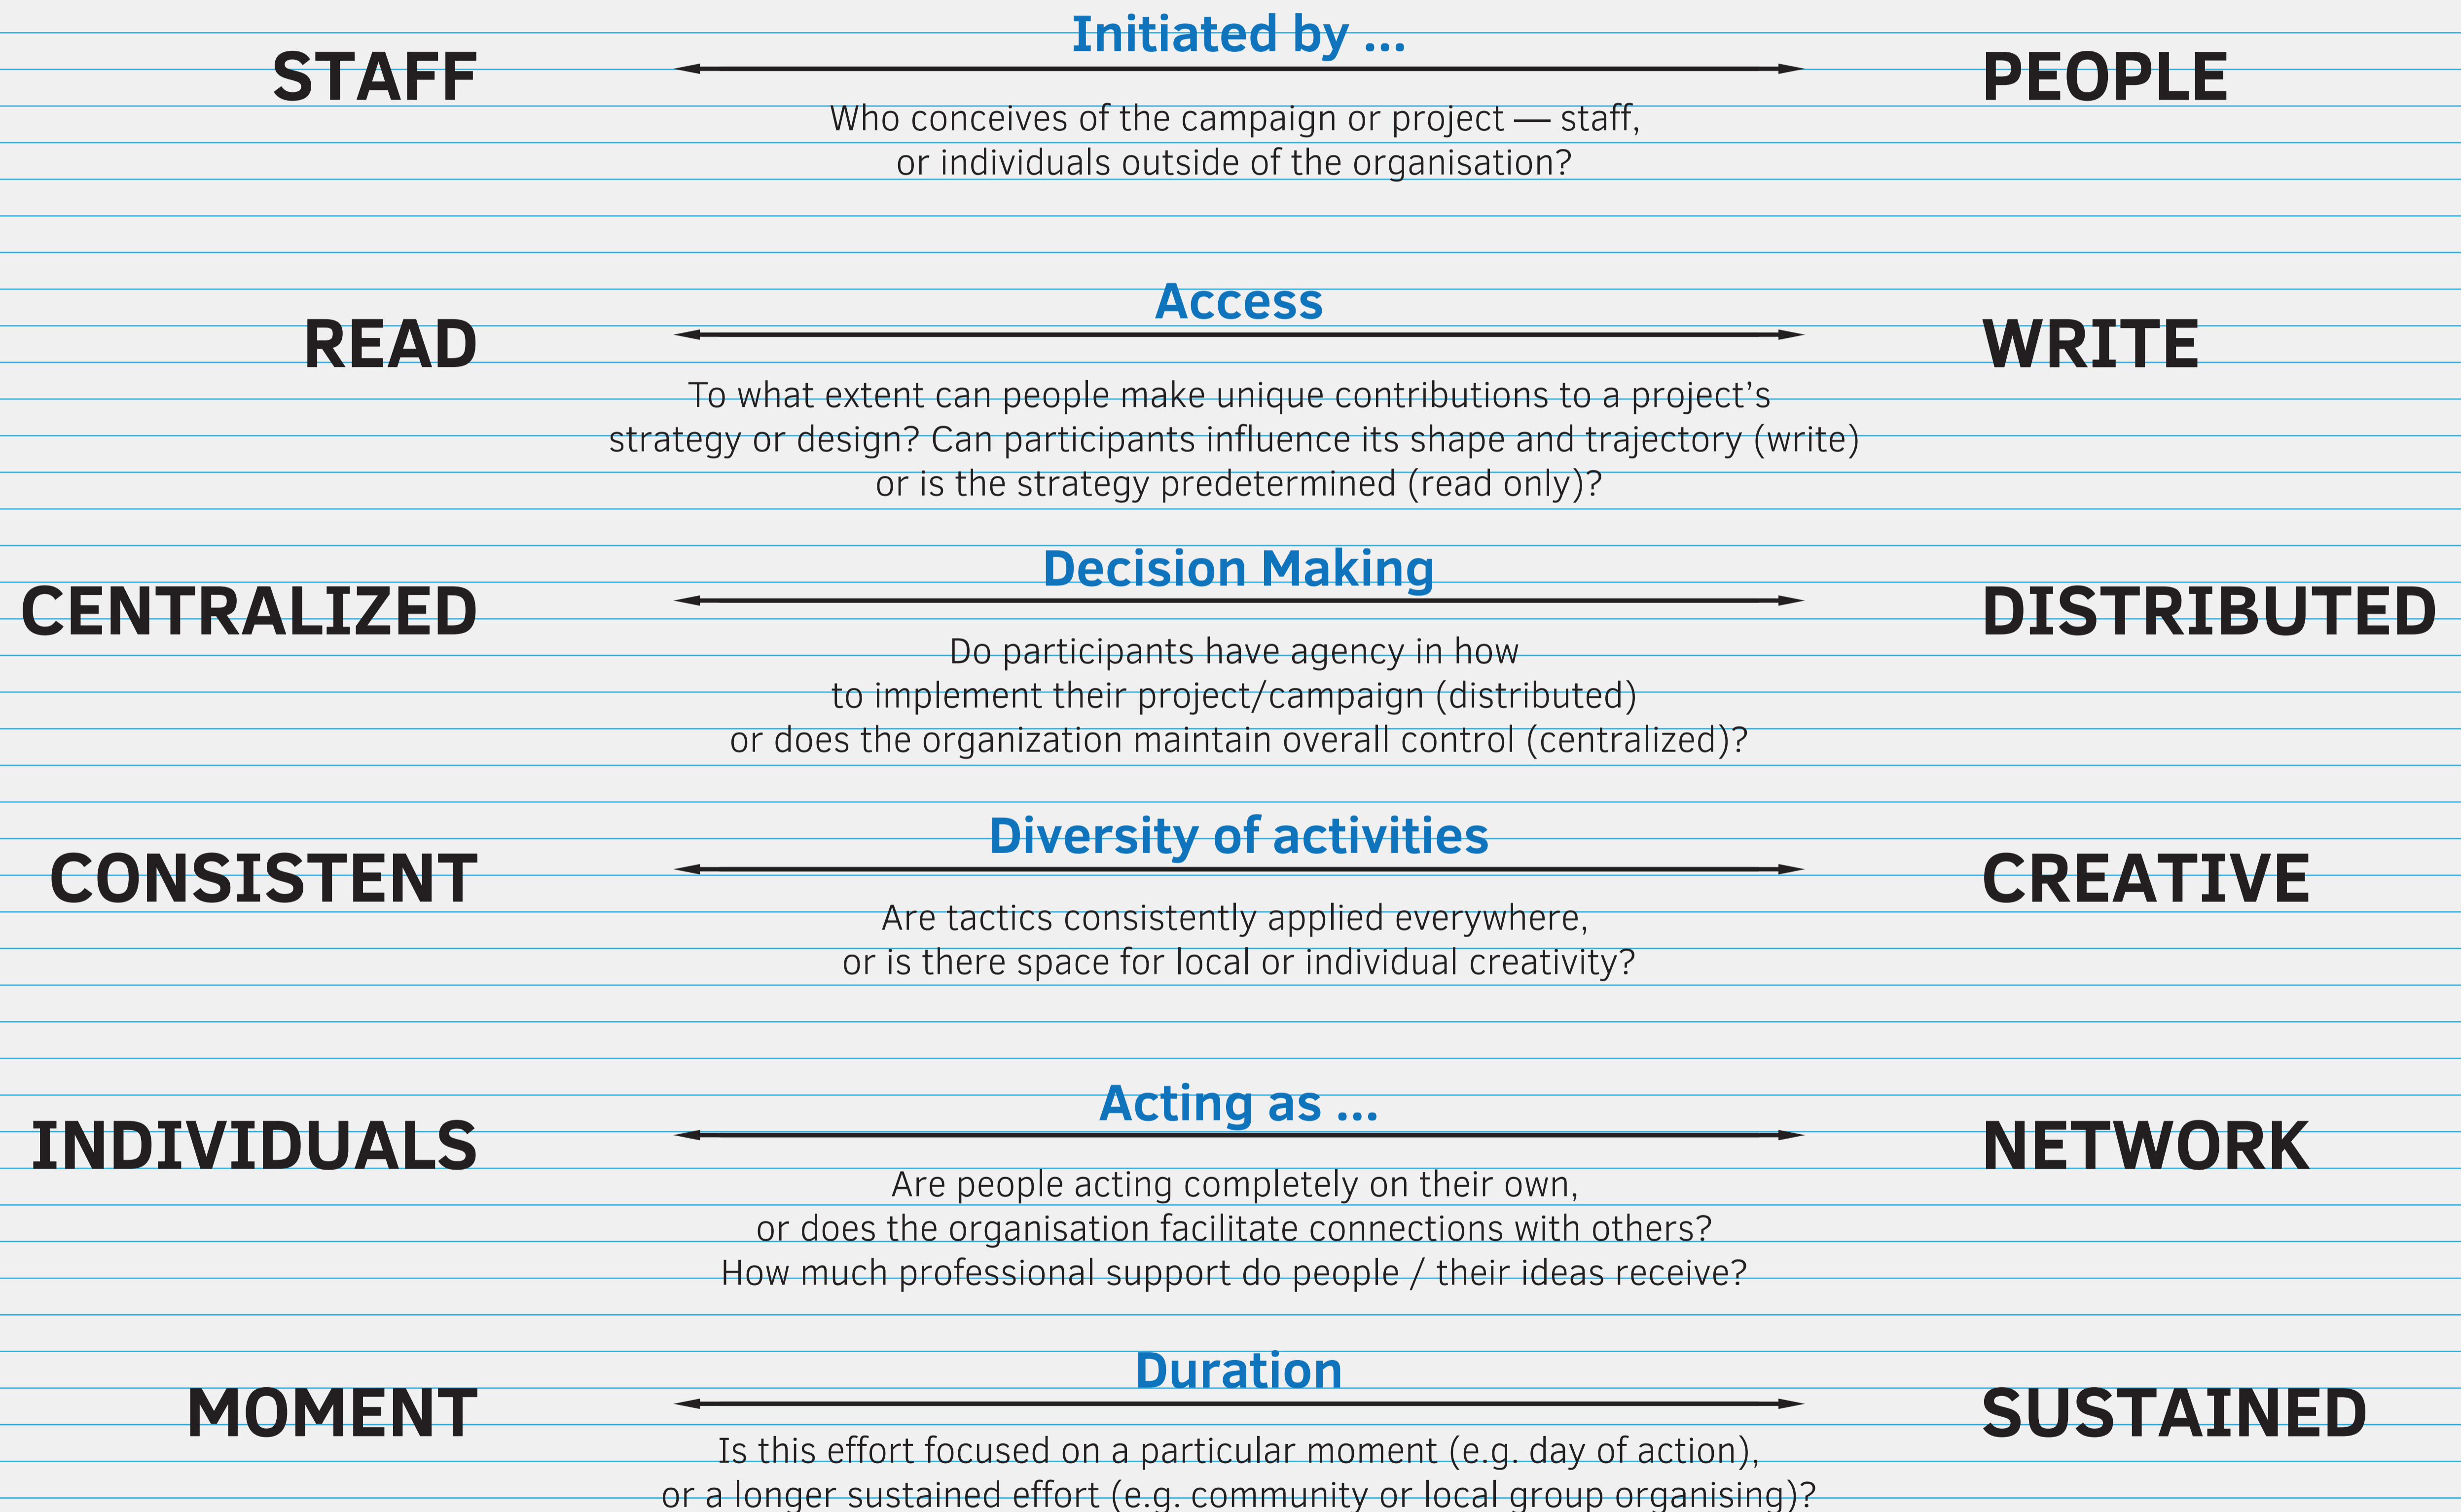 Initiated by ...
STAFF
PEOPLE
Who conceives of the campaign or project — staff,
or individuals outside of the organisation?
Access
READ
WRITE
To what extent can people make unique contributions to a project’s
strategy or design? Can participants influence its shape and trajectory (write)
or is the strategy predetermined (read only)?
Decision Making
CENTRALIZED
DISTRIBUTED
Do participants have agency in how
to implement their project/campaign (distributed)
or does the organization maintain overall control (centralized)?
Diversity of activities
CONSISTENT
CREATIVE
Are tactics consistently applied everywhere,
or is there space for local or individual creativity?
Acting as ...
INDIVIDUALS
NETWORK
Are people acting completely on their own,
or does the organisation facilitate connections with others?
How much professional support do people / their ideas receive?
Duration
MOMENT
SUSTAINED
Is this effort focused on a particular moment (e.g. day of action),
or a longer sustained effort (e.g. community or local group organising)?